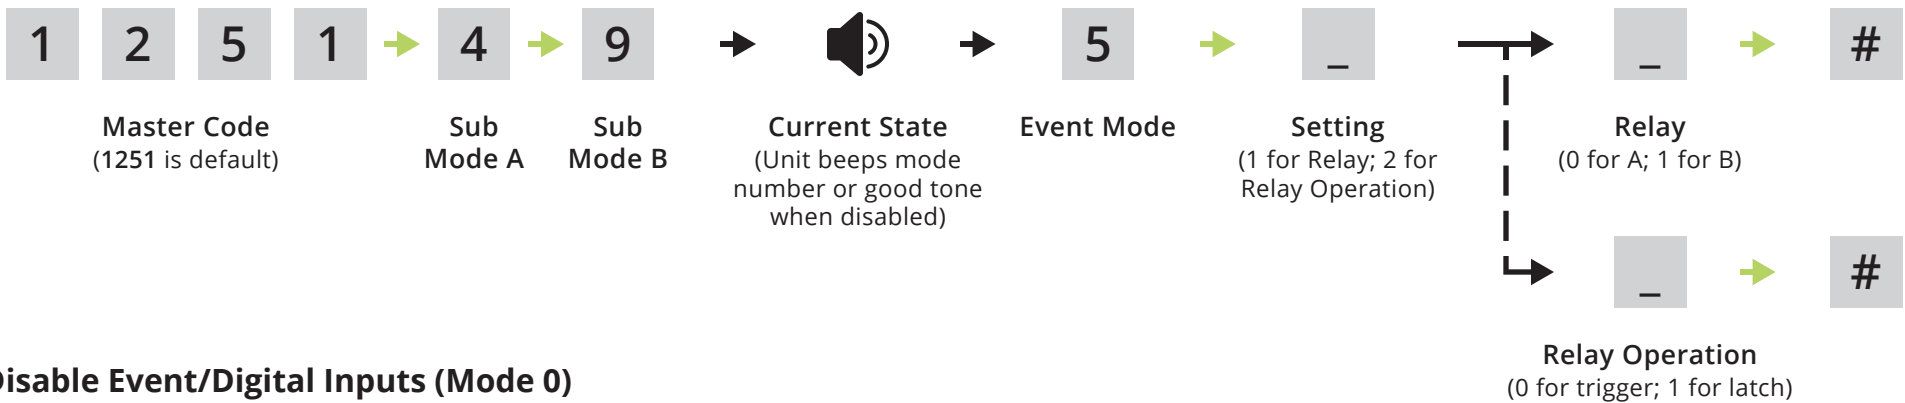 1 2 5 1 4 9 5 _ _ #
Master Code
(1251 is default)
Sub
Mode A
Sub
Mode B
Current State
(Unit beeps mode
number or good tone
when disabled)
Event Mode
Setting
(1 for Relay; 2 for
Relay Operation)
Relay
(0 for A; 1 for B)
_ #
Relay Operation
(0 for trigger; 1 for latch)
isable Event/Digital Inputs (Mode 0)